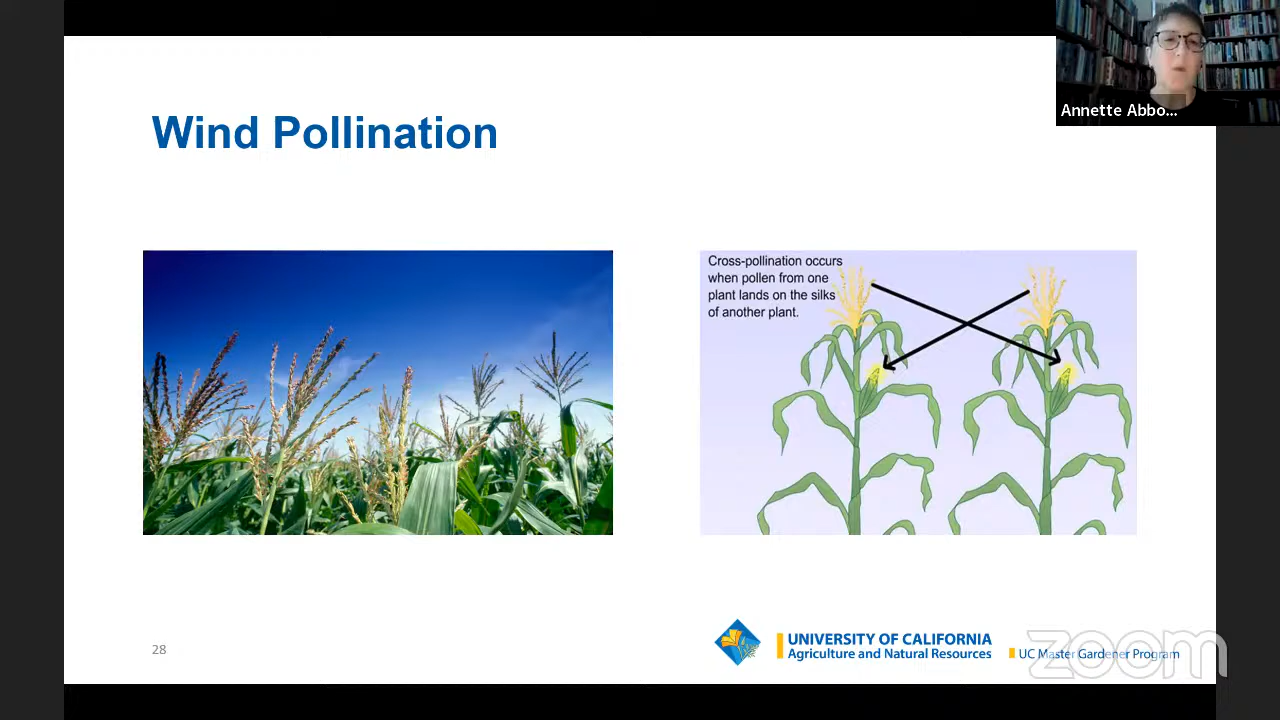 Annette Abbo...
Wind Pollination
Cross-pollination occurs
when pollen from one
plant lands on the silks
of another plant.
28
UNIVERSITY OF CALIFORNIA
Agriculture and Natural Resources
UC Master Gardener Program
zoom